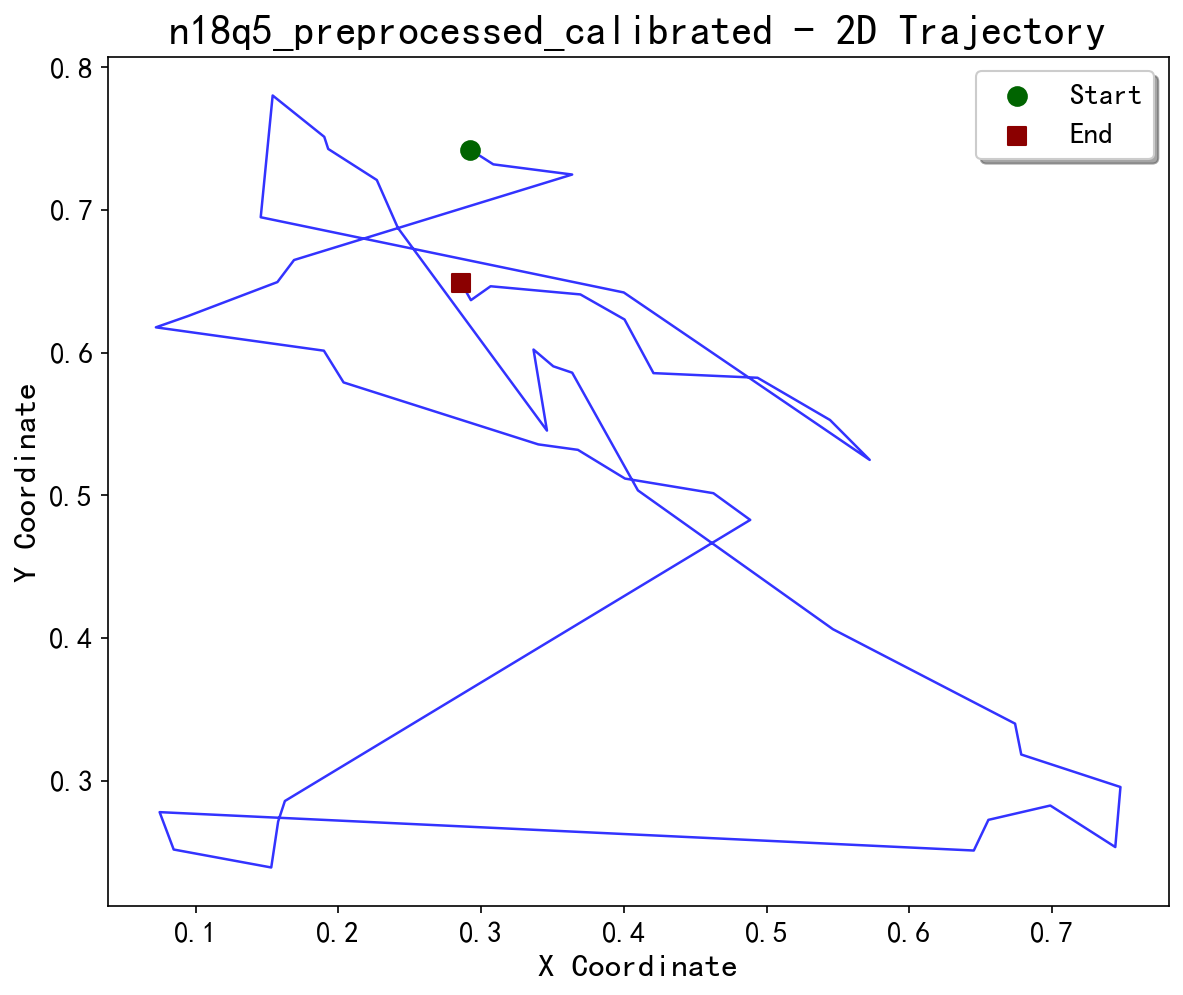 n18q5_preprocessed_calibrated - 2D Trajectory
Start
End
0.8
0.7
0.6
0.5
0.4
0.3
Y Coordinate
0.1 0.2 0.3 0.4 0.5 0.6 0.7
X Coordinate